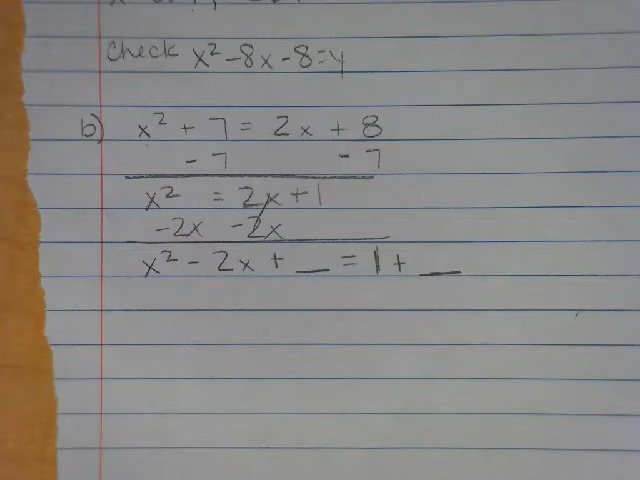 Check x² - 8x - 8 = y
b) x² + 7 = 2x + 8
- 7 - 7
x² = 2x + 1
- 2x - 2x
x² - 2x + __ = 1 + __